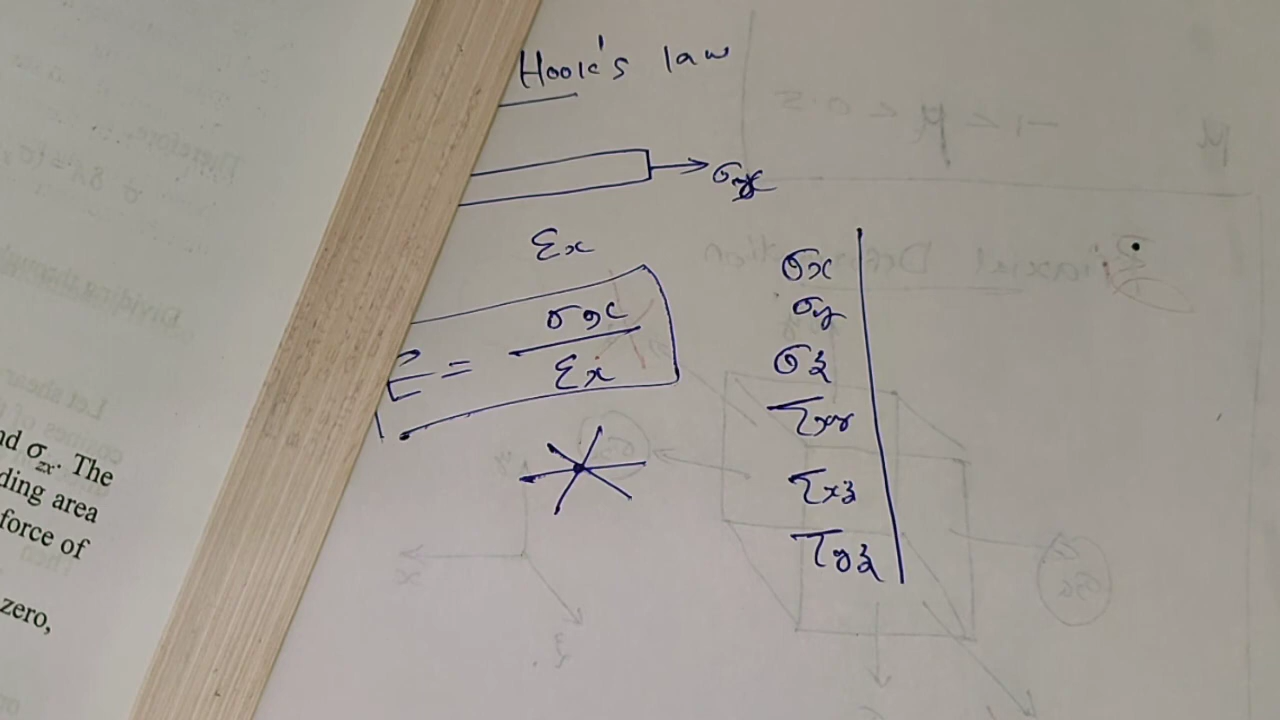 Hooke's law
σx
εx
E = σx / εx
σx
σy
σz
τxy
τxz
τyz
nd σzx. The
ding area
force of
zero,